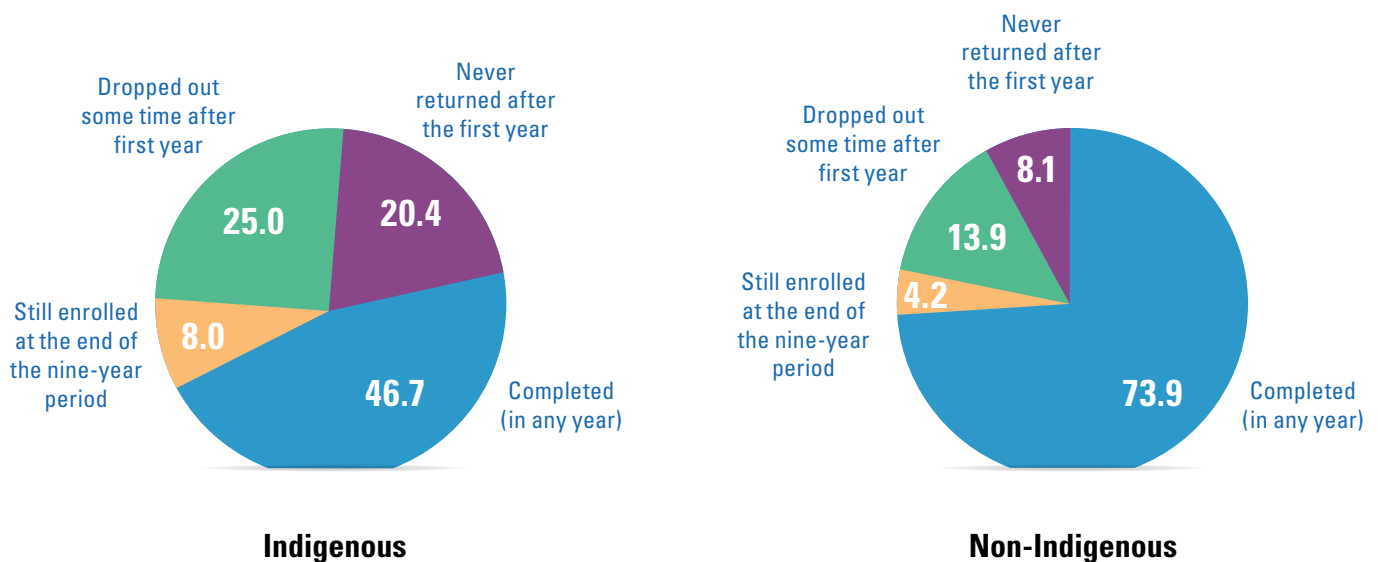 Dropped out
some time after
first year
Never
returned after
the first year
25.0
20.4
Still enrolled
at the end of
the nine-year
period
8.0
46.7
Completed
(in any year)
Indigenous
Never
returned after
the first year
Dropped out
some time after
first year
8.1
13.9
Still enrolled
at the end of
the nine-year
period
4.2
73.9
Completed
(in any year)
Non-Indigenous